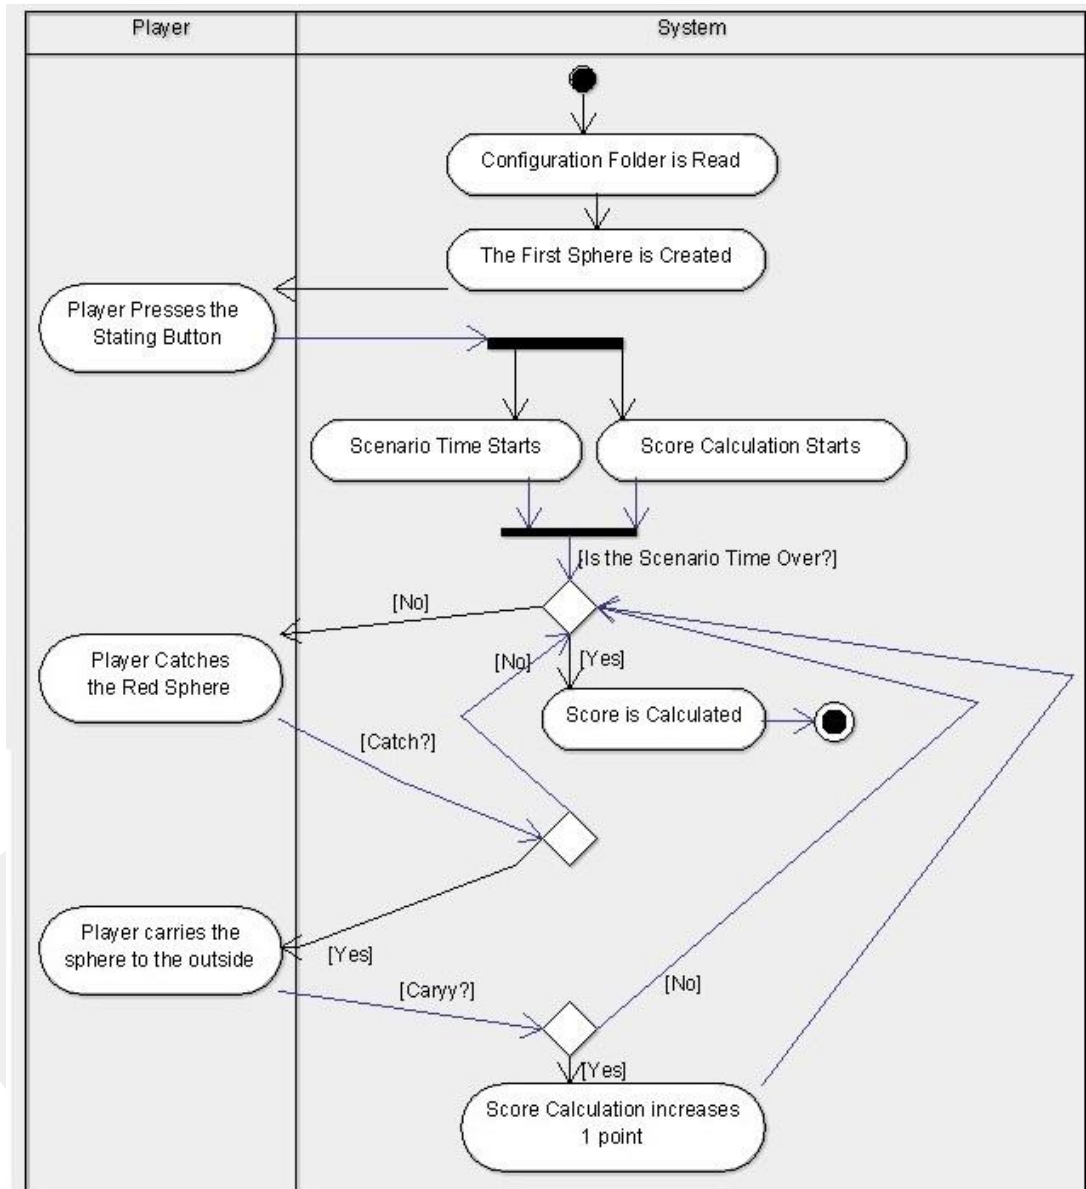 Player
System
Configuration Folder is Read
The First Sphere is Created
Player Presses the
Stating Button
Scenario Time Starts
Score Calculation Starts
[Is the Scenario Time Over?]
[No]
Player Catches
the Red Sphere
[No]
[Yes]
Score is Calculated
[Catch?]
Player carries the
sphere to the outside
[Yes]
[Caryy?]
[No]
[Yes]
Score Calculation increases
1 point